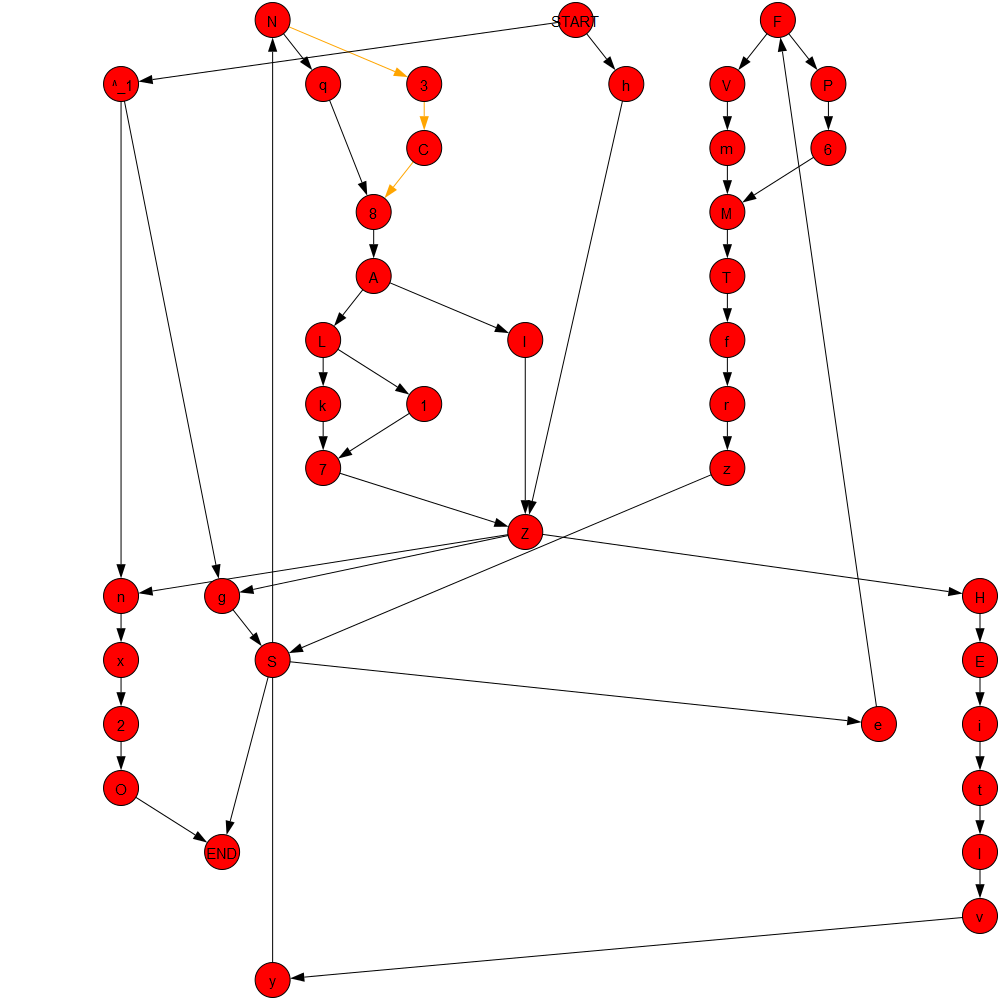 N START F
^_1 q 3 h V P
C m 6
8 M
A T
L l f
k 1 r
7 z
Z
n g H
x S E
2 e i
O t
END l
v
y